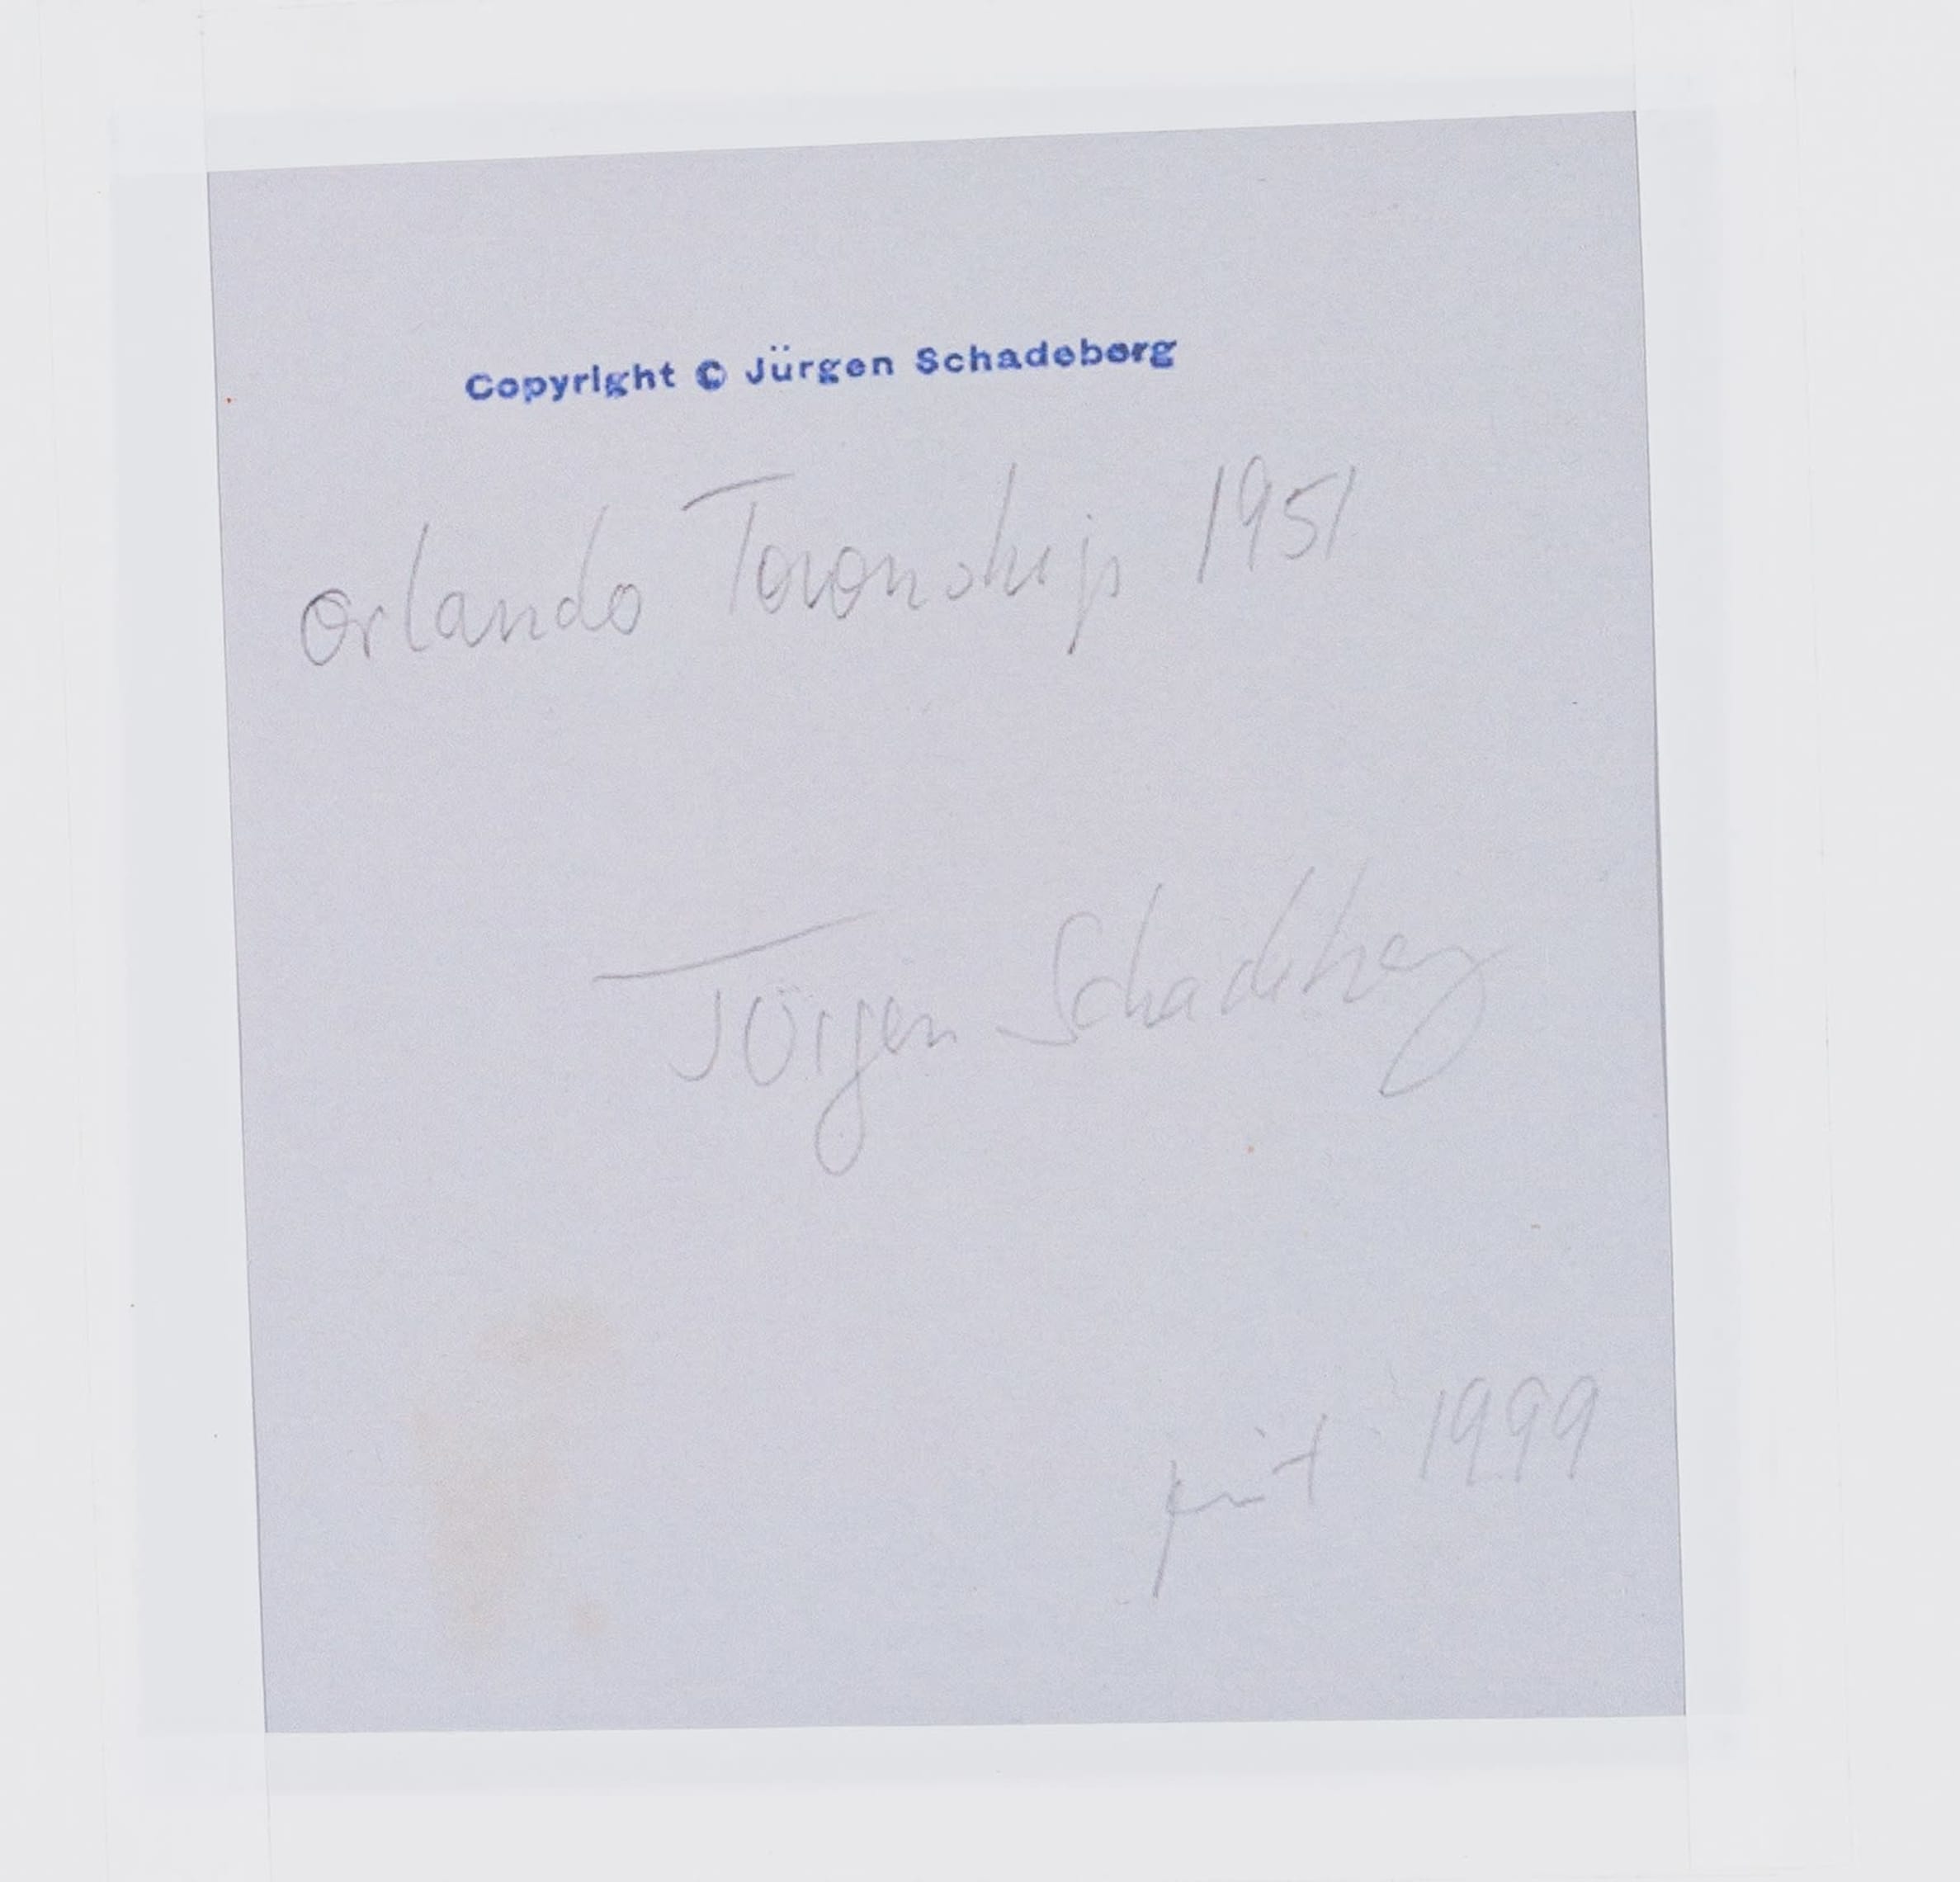 Copyright © Jürgen Schadeberg
Orlando Township 1951
Jürgen Schadeberg
print 1999